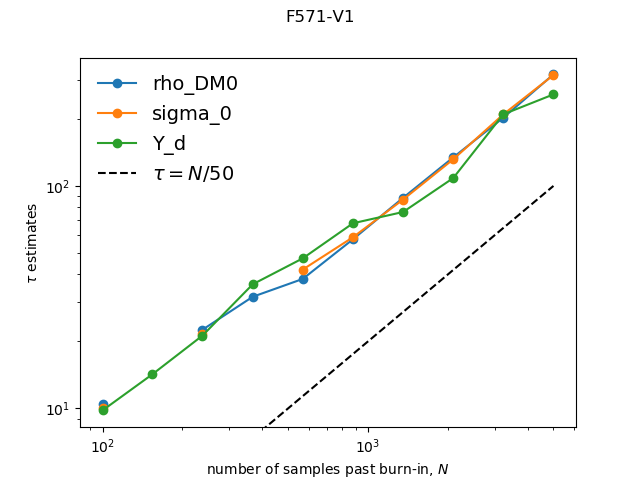 F571-V1
rho_DM0
sigma_0
Y_d
τ = N/50
10²
10¹
τ estimates
10² 10³
number of samples past burn-in, N